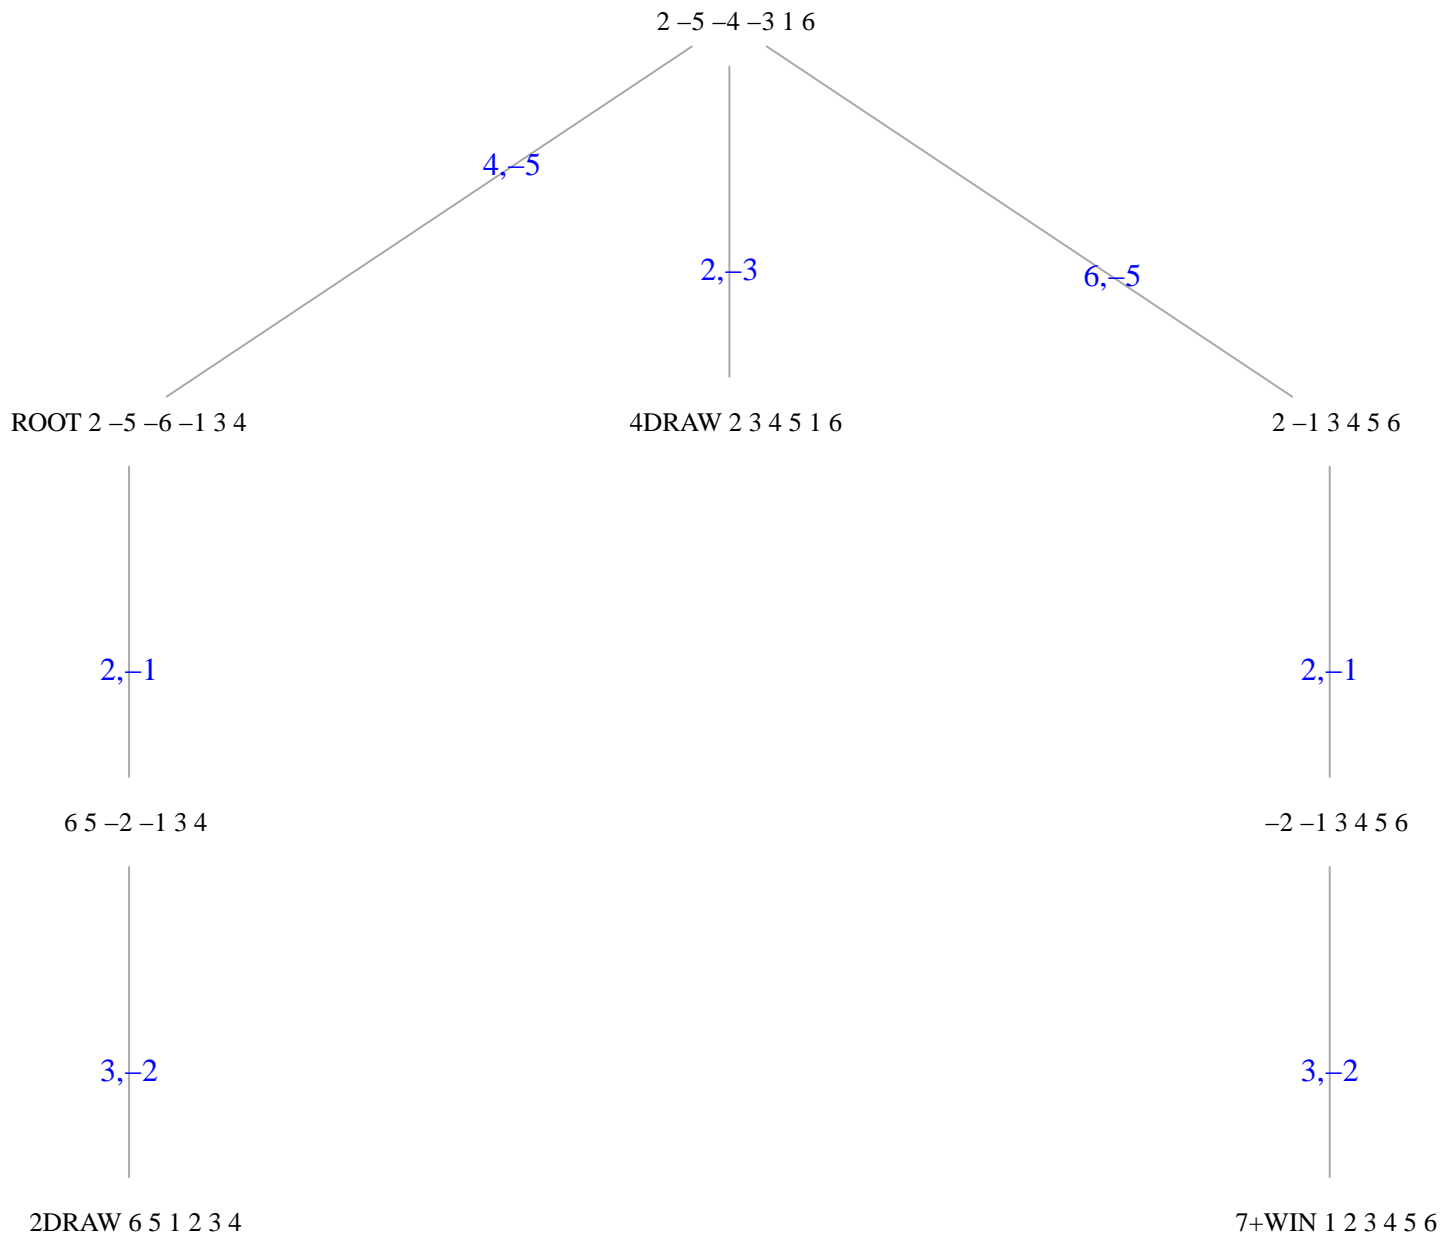 2 –5 –4 –3 1 6
4,–5
2,–3
6,–5
ROOT 2 –5 –6 –1 3 4
4DRAW 2 3 4 5 1 6
2 –1 3 4 5 6
2,–1
2,–1
6 5 –2 –1 3 4
–2 –1 3 4 5 6
3,–2
3,–2
2DRAW 6 5 1 2 3 4
7+WIN 1 2 3 4 5 6